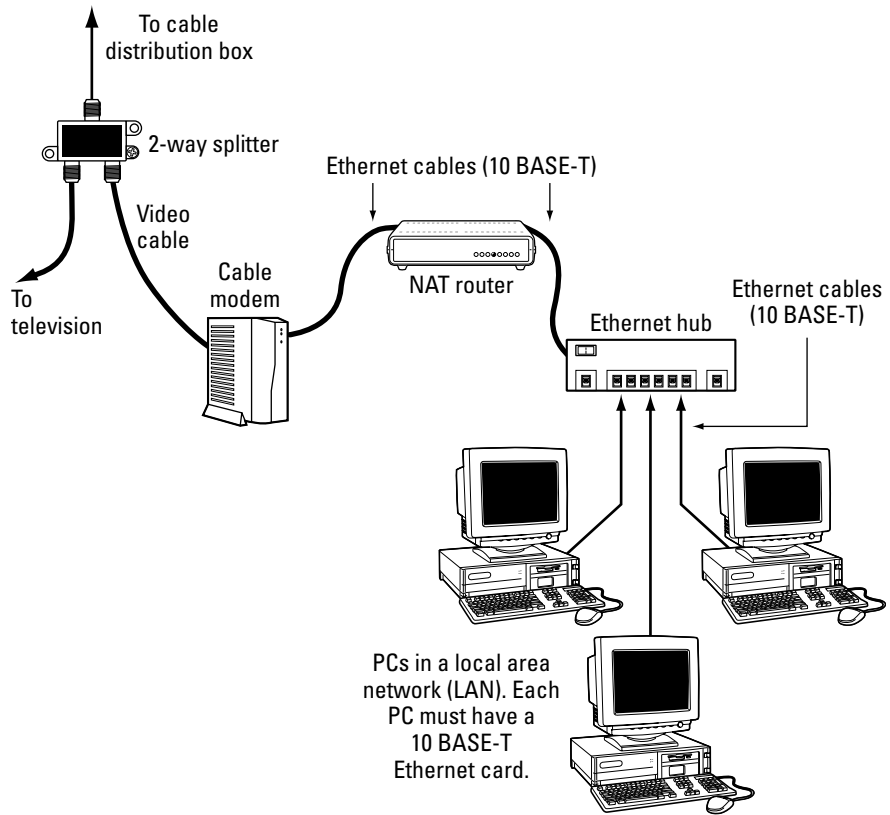 To cable
distribution box
2-way splitter
Ethernet cables (10 BASE-T)
Video
cable
Cable
modem
To
television
NAT router
Ethernet cables
(10 BASE-T)
Ethernet hub
PCs in a local area
network (LAN). Each
PC must have a
10 BASE-T
Ethernet card.